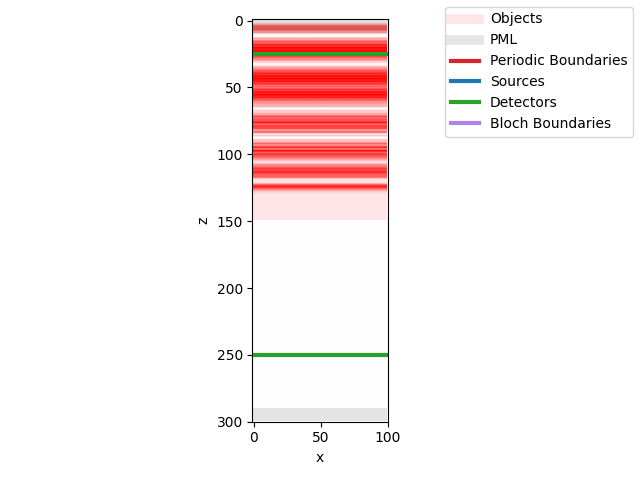 0
50
100
150
200
250
300
z
0
50
100
x
Objects
PML
Periodic Boundaries
Sources
Detectors
Bloch Boundaries